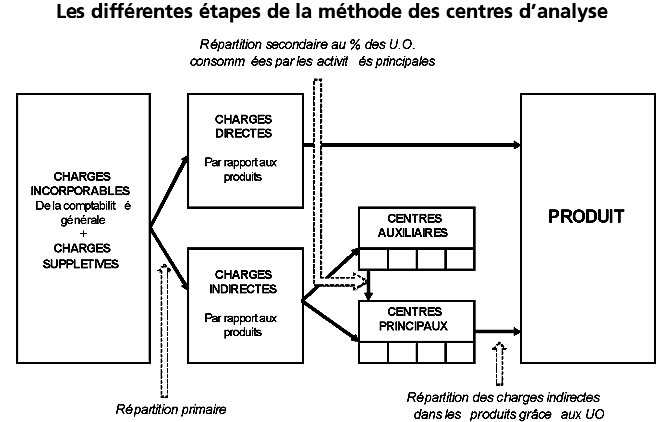 Les différentes étapes de la méthode des centres d'analyse
Répartition secondaire au % des U.O.
consomm ées par les activit és principales
CHARGES
INCORPORABLES
De la comptabilit é
générale
+
CHARGES
SUPPLETIVES
CHARGES
DIRECTES
Par rapport aux
produits
CHARGES
INDIRECTES
Par rapport aux
produits
CENTRES
AUXILIAIRES
CENTRES
PRINCIPAUX
PRODUIT
Répartition primaire
Répartition des charges indirectes
dans les produits grâce aux UO